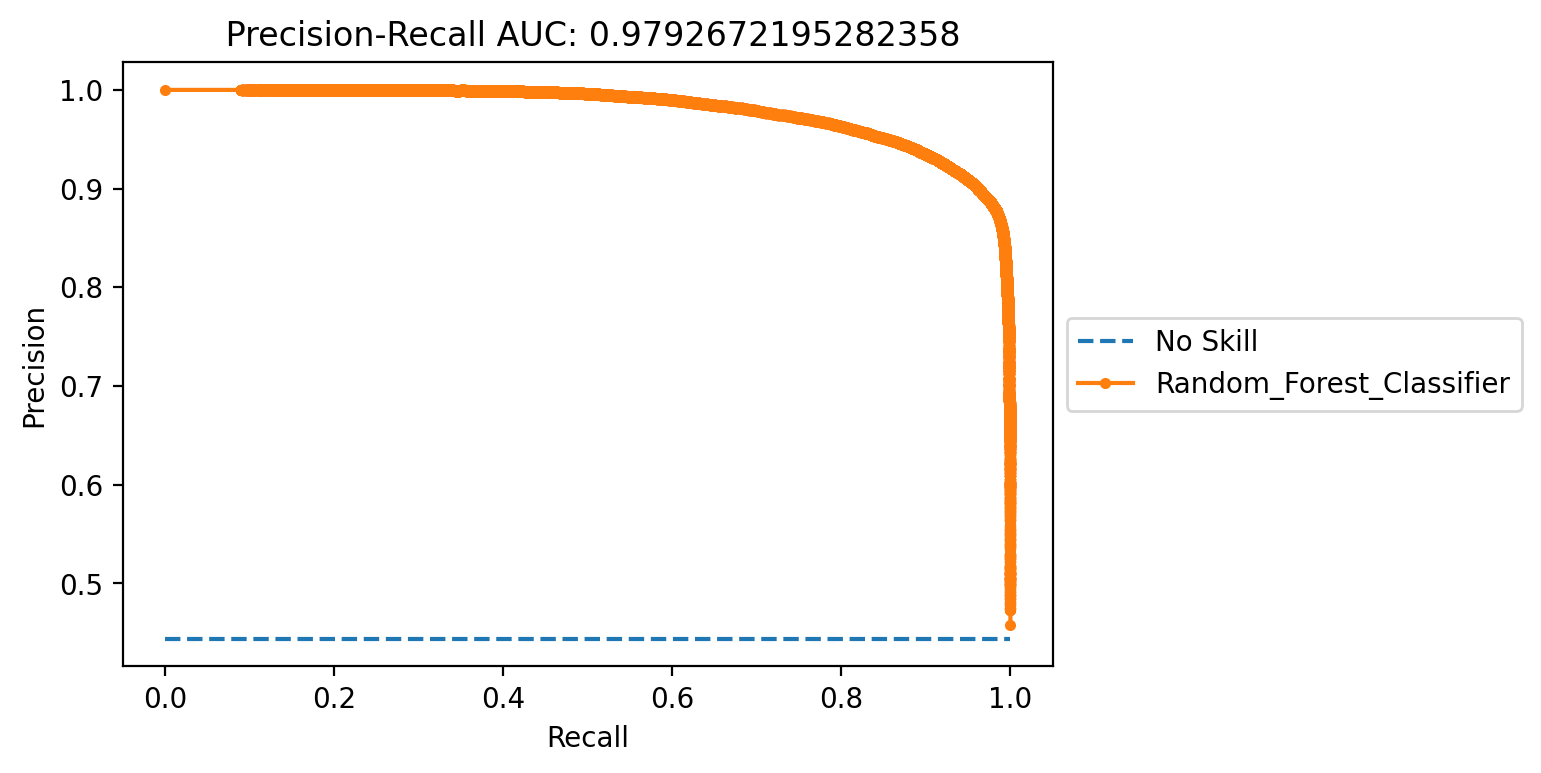 Precision-Recall AUC: 0.9792672195282358
1.0
0.9
0.8
0.7
0.6
0.5
Precision
0.0 0.2 0.4 0.6 0.8 1.0
Recall
No Skill
Random_Forest_Classifier